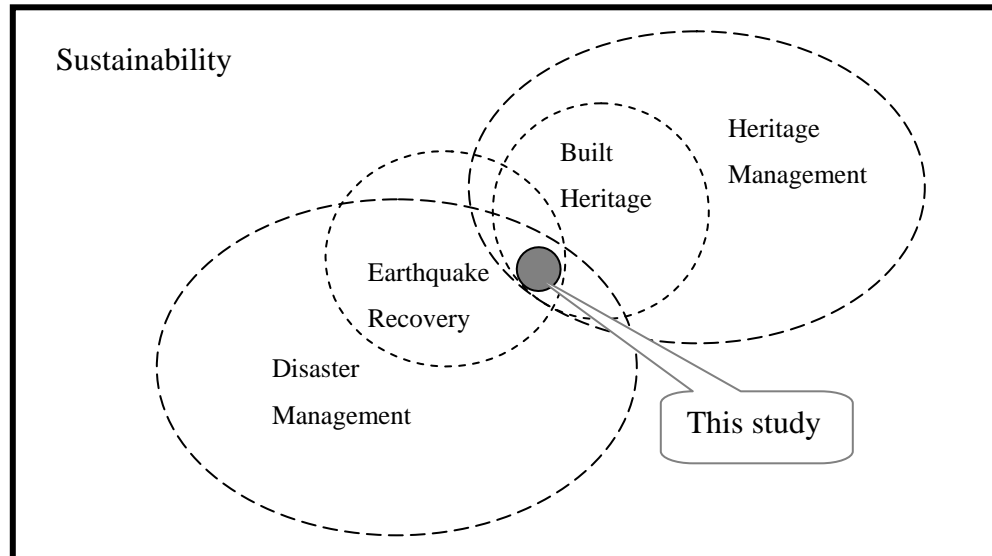 Sustainability
Heritage
Management
Built
Heritage
Earthquake
Recovery
Disaster
Management
This study